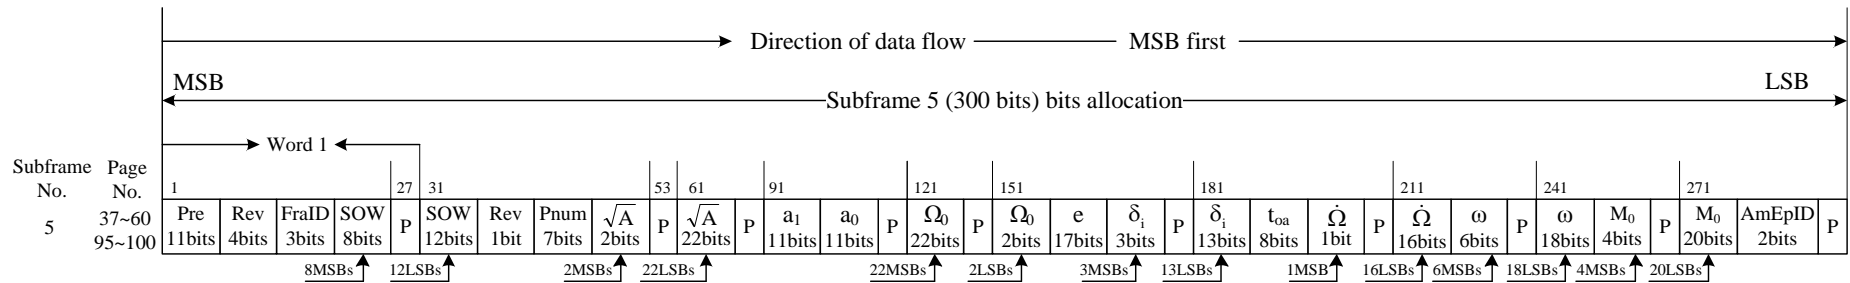 Direction of data flow MSB first
MSB LSB
Subframe 5 (300 bits) bits allocation
Word 1
Subframe Page
No. No. 1 27 31 53 61 91 121 151 181 211 241 271
5 37~60 Pre Rev FraID SOW P SOW Rev Pnum √A P √A P a₁ a₀ P Ω₀ P Ω₀ e δᵢ P δᵢ tₒₐ Ω̇ P Ω̇ ω P ω M₀ P M₀ AmEpID P
95~100 11bits 4bits 3bits 8bits 12bits 1bit 7bits 2bits 22bits 11bits 11bits 22bits 2bits 17bits 3bits 13bits 8bits 1bit 16bits 6bits 18bits 4bits 20bits 2bits
8MSBs 12LSBs 2MSBs 22LSBs 22MSBs 2LSBs 3MSBs 13LSBs 1MSB 16LSBs 6MSBs 18LSBs 4MSBs 20LSBs